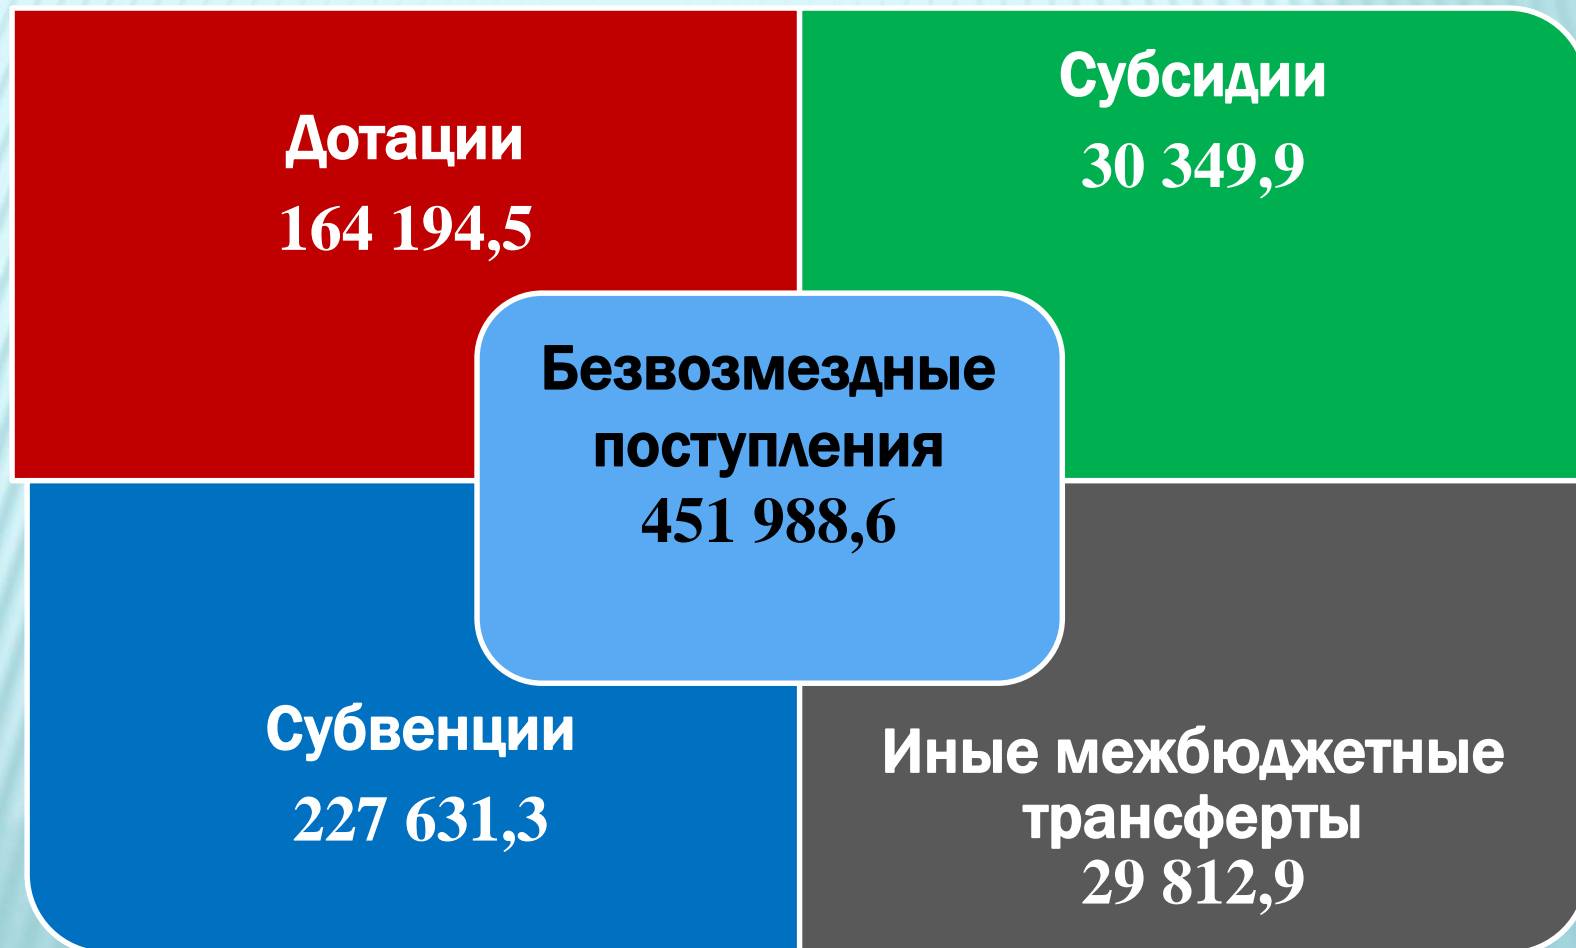 Дотации
164 194,5
Субсидии
30 349,9
Безвозмездные
поступления
451 988,6
Субвенции
227 631,3
Иные межбюджетные
трансферты
29 812,9